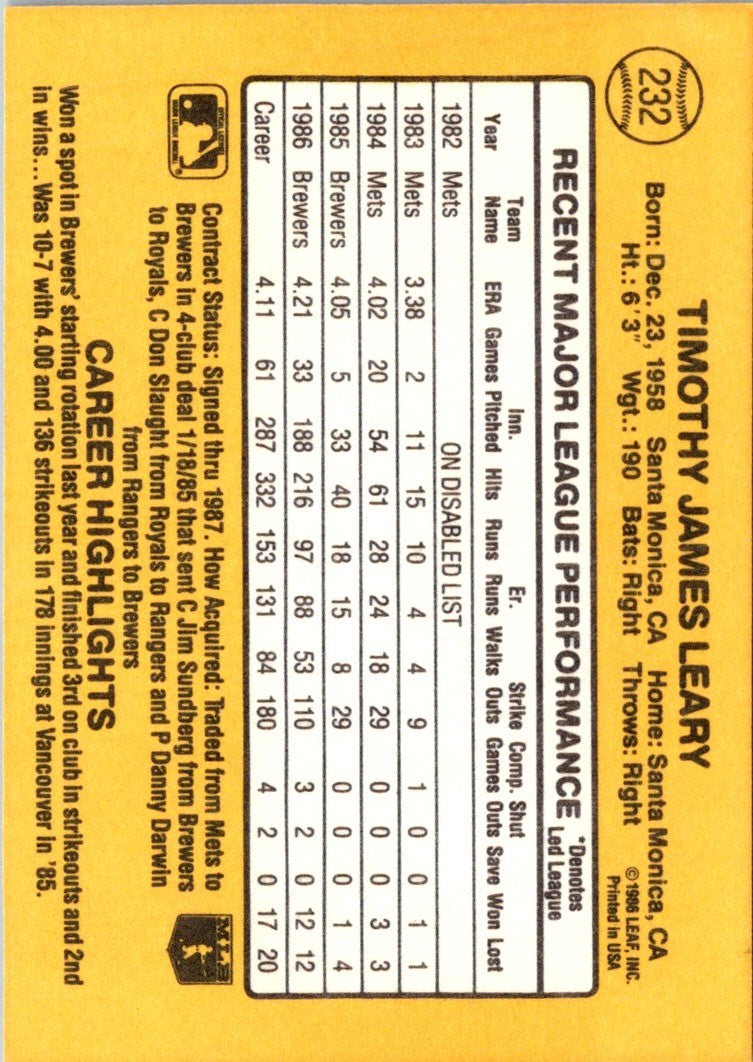 232
TIMOTHY JAMES LEARY
Born: Dec. 23, 1958 Santa Monica, CA Home: Santa Monica, CA
Ht.: 6'3" Wgt.: 190 Bats: Right Throws: Right
©1986 LEAF, INC.
Printed in USA
RECENT MAJOR LEAGUE PERFORMANCE *Denotes
Led League
Team Inn. Er. Strike Comp. Shut
Year Name ERA Games Pitched Hits Runs Runs Walks Outs Games Outs Save Won Lost
1982 Mets ON DISABLED LIST
1983 Mets 3.38 2 11 15 10 4 4 9 1 0 0 1 1
1984 Mets 4.02 20 54 61 28 24 18 29 0 0 0 3 3
1985 Brewers 4.05 5 33 40 18 15 8 29 0 0 0 1 4
1986 Brewers 4.21 33 188 216 97 88 53 110 3 2 0 12 12
Career 4.11 61 287 332 153 131 84 180 4 2 0 17 20
Contract Status: Signed thru 1987. How Acquired: Traded from Mets to
Brewers in 4-club deal 1/18/85 that sent C Jim Sundberg from Brewers
to Royals, C Don Slaught from Royals to Rangers and P Danny Darwin
from Rangers to Brewers
MLB
CAREER HIGHLIGHTS
Won a spot in Brewers' starting rotation last year and finished 3rd on club in strikeouts and 2nd
in wins... Was 10-7 with 4.00 and 136 strikeouts in 178 innings at Vancouver in '85.